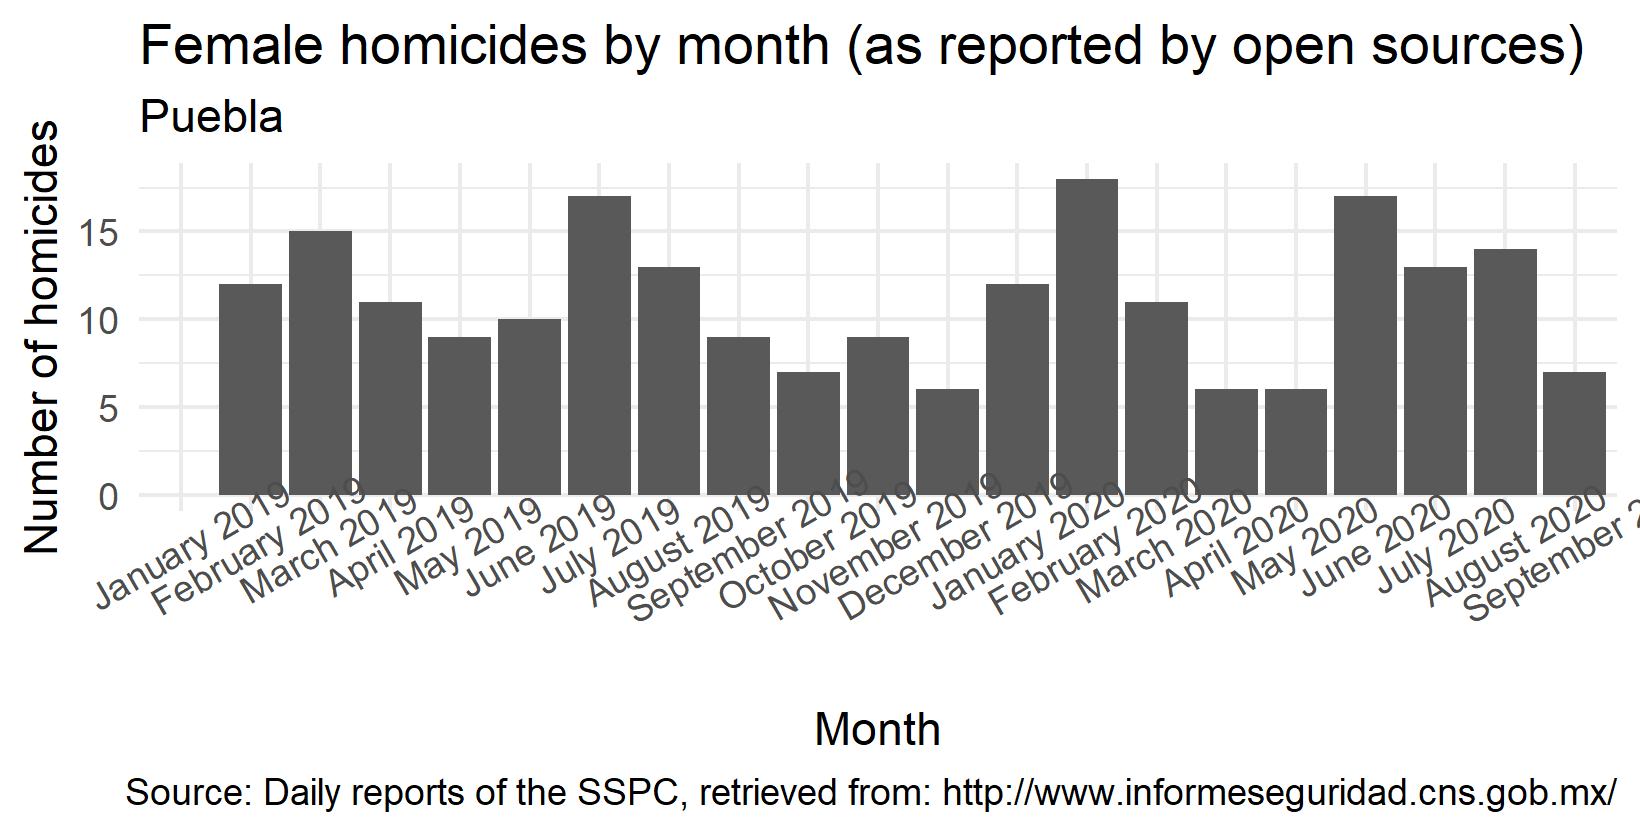 Female homicides by month (as reported by open sources)
Puebla
Number of homicides
15
10
5
0
January 2019
February 2019
March 2019
April 2019
May 2019
June 2019
July 2019
August 2019
September 2019
October 2019
November 2019
December 2019
January 2020
February 2020
March 2020
April 2020
May 2020
June 2020
July 2020
August 2020
September 2
Month
Source: Daily reports of the SSPC, retrieved from: http://www.informeseguridad.cns.gob.mx/